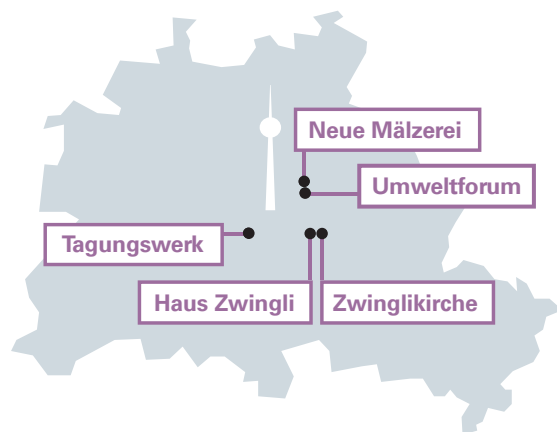 Neue Mälzerei
Umweltforum
Tagungswerk
Haus Zwingli
Zwinglikirche